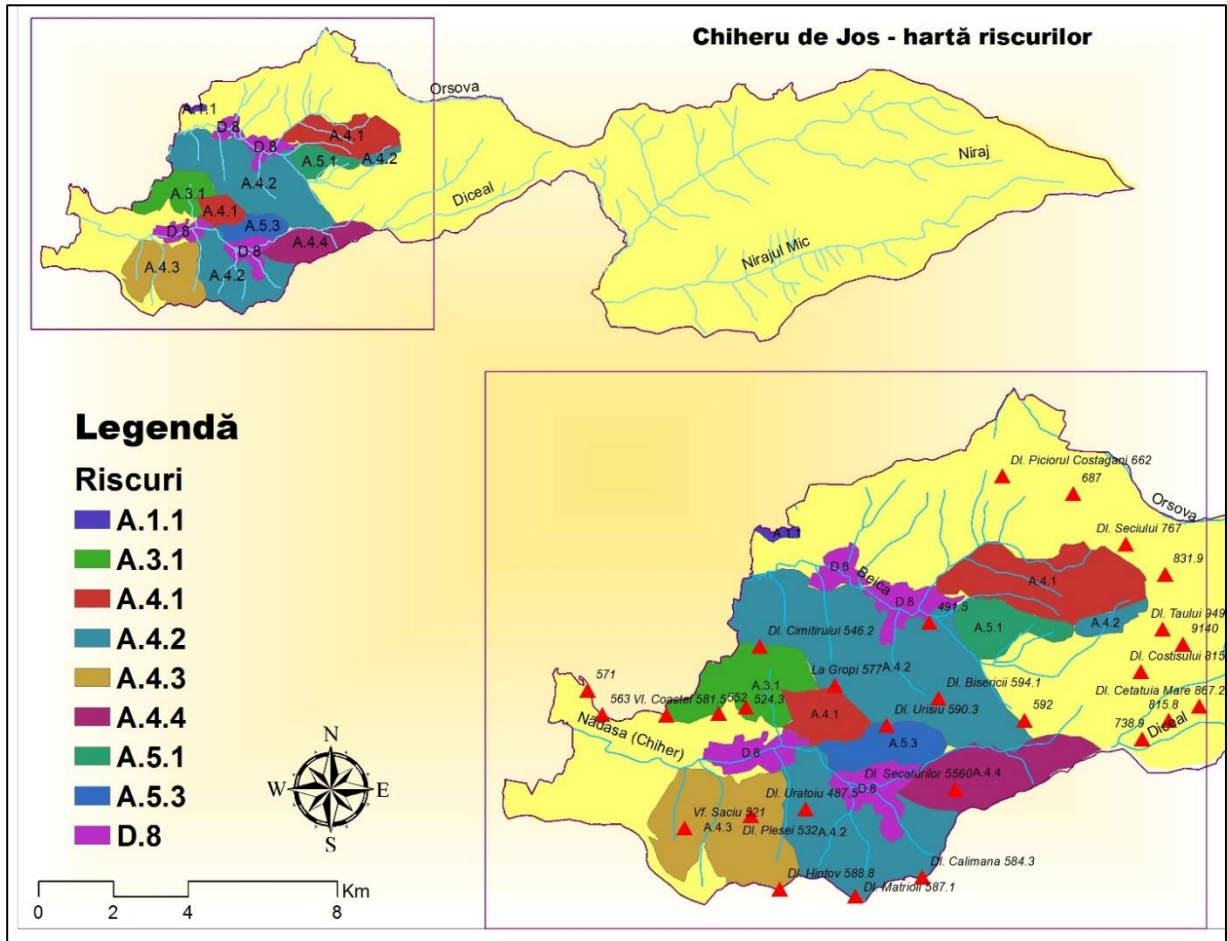 Chiheru de Jos - hartă riscurilor
Orsova
A.1.1
D.8
D.8
A.4.1
A.4.2
A.5.1
Niraj
A.4.2
A.3.1
Diceal
A.4.1
A.5.3
D.8
D.8
A.4.4
A.4.3
A.4.2
Nirajul Mic
Legendă
Riscuri
A.1.1
A.3.1
A.4.1
A.4.2
A.4.3
A.4.4
A.5.1
A.5.3
D.8
N
W
E
S
Km
0 2 4 8
Dl. Piciorul Costagani 662
687
Orsova
Dl. Seciului 767
A.1.1
831.9
D.8
Beica
A.4.1
D.8
491.5
Dl. Taului 949
A.5.1
A.4.2
9140
Dl. Cimitirului 546.2
Dl. Costisului 815
La Gropi 577
A.4.2
571
A.3.1
Dl. Bisericii 594.1
Dl. Cetatuia Mare 867.2
563
Vl. Coastei 581.5
552
524.3
A.4.1
Dl. Urisiu 590.3
592
815.8
738.9
Diceal
Nădasa (Chiher)
D.8
A.5.3
Dl. Secaturilor 5560
A.4.4
D.8
Dl. Uratoiu 487.5
Vf. Saciu 521
A.4.3
Dl. Plesei 532
A.4.2
Dl. Calimana 584.3
Dl. Hintov 588.8
Dl. Matrioii 587.1